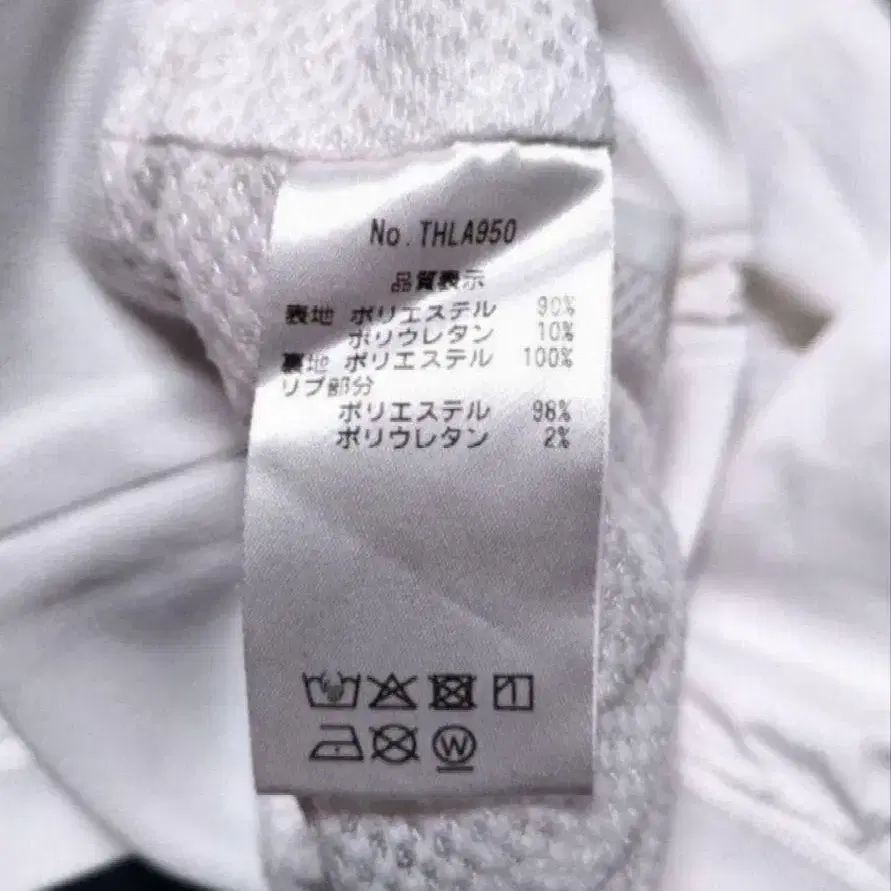 No.THLA950
品質表示
表地 ポリエステル 90%
ポリウレタン 10%
裏地 ポリエステル 100%
リブ部分
ポリエステル 98%
ポリウレタン 2%
W